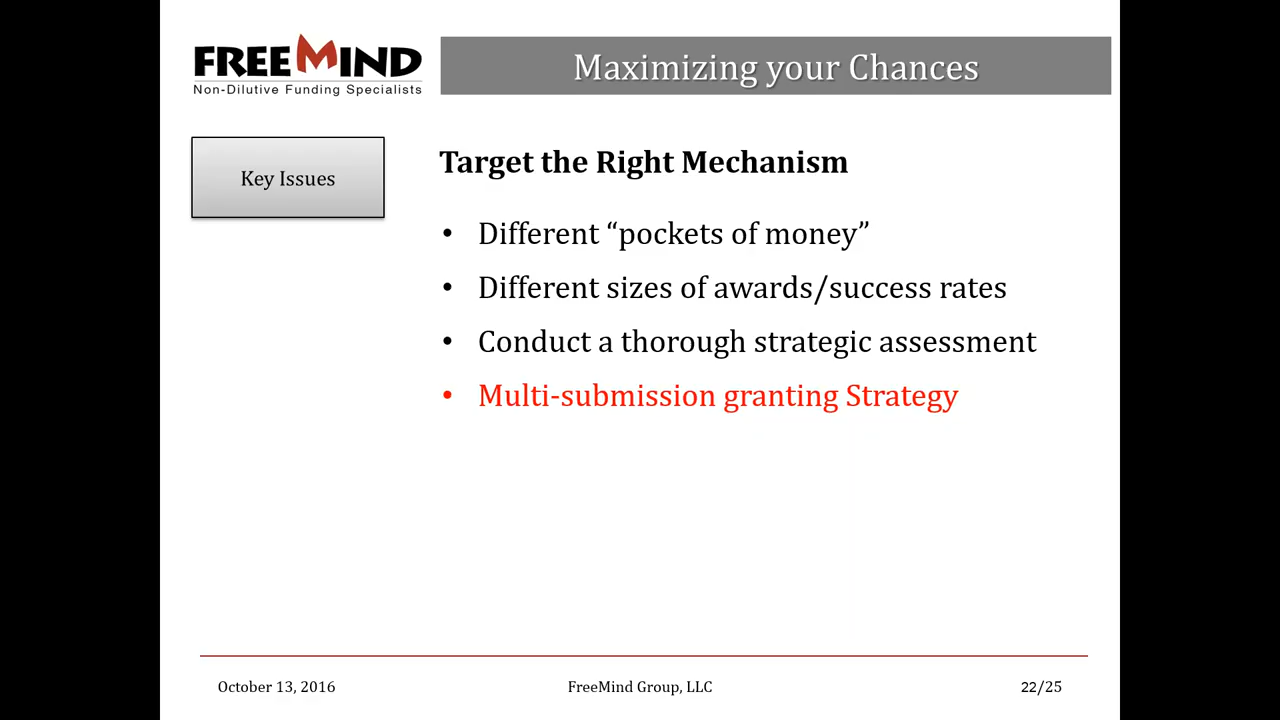 FREEMIND
Non-Dilutive Funding Specialists
Maximizing your Chances
Key Issues
Target the Right Mechanism
• Different “pockets of money”
• Different sizes of awards/success rates
• Conduct a thorough strategic assessment
• Multi-submission granting Strategy
October 13, 2016
FreeMind Group, LLC
22/25